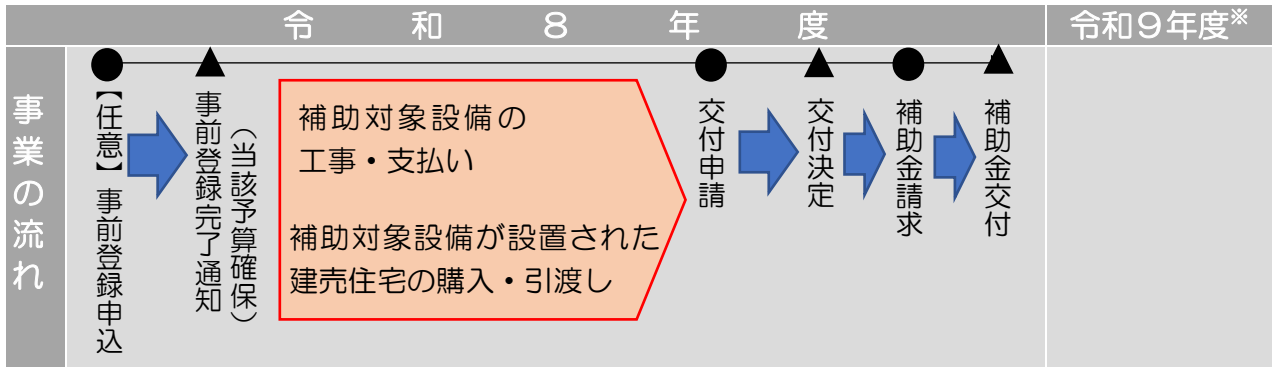 令和８年度
令和９年度※
事業の流れ
【任意】事前登録申込
事前登録完了通知
（当該予算確保）
補助対象設備の
工事・支払い
補助対象設備が設置された
建売住宅の購入・引渡し
交付申請
交付決定
補助金請求
補助金交付